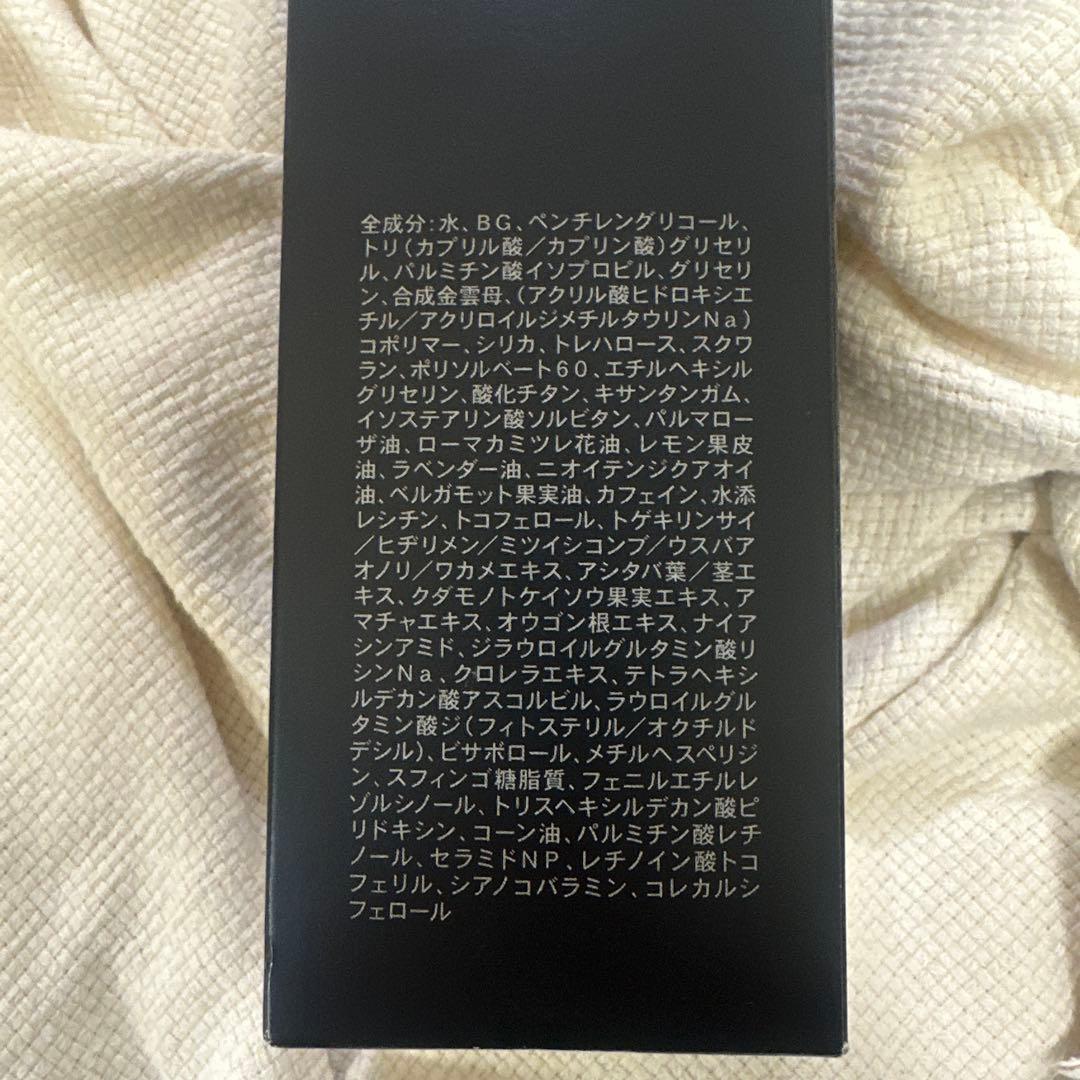 全成分:水、BG、ペンチレングリコール、
トリ(カプリル酸/カプリン酸)グリセリ
ル、パルミチン酸イソプロピル、グリセリ
ン、合成金雲母、(アクリル酸ヒドロキシエ
チル/アクリロイルジメチルタウリンNa)
コポリマー、シリカ、トレハロース、スクワ
ラン、ポリソルベート60、エチルヘキシル
グリセリン、酸化チタン、キサンタンガム、
イソステアリン酸ソルビタン、パルマロー
ザ油、ローマカミツレ花油、レモン果皮
油、ラベンダー油、ニオイテンジクアオイ
油、ベルガモット果実油、カフェイン、水添
レシチン、トコフェロール、トゲキリンサイ
/ヒヂリメン/ミツイシコンブ/ウスバア
オノリ/ワカメエキス、アシタバ葉/茎エ
キス、クダモノトケイソウ果実エキス、ア
マチャエキス、オウゴン根エキス、ナイア
シンアミド、ジラウロイルグルタミン酸リ
シンNa、クロレラエキス、テトラヘキシ
ルデカン酸アスコルビル、ラウロイルグル
タミン酸ジ(フィトステリル/オクチルド
デシル)、ビサボロール、メチルヘスペリジ
ン、スフィンゴ糖脂質、フェニルエチルレ
ゾルシノール、トリスヘキシルデカン酸ピ
リドキシン、コーン油、パルミチン酸レチ
ノール、セラミドNP、レチノイン酸トコ
フェリル、シアノコバラミン、コレカルシ
フェロール